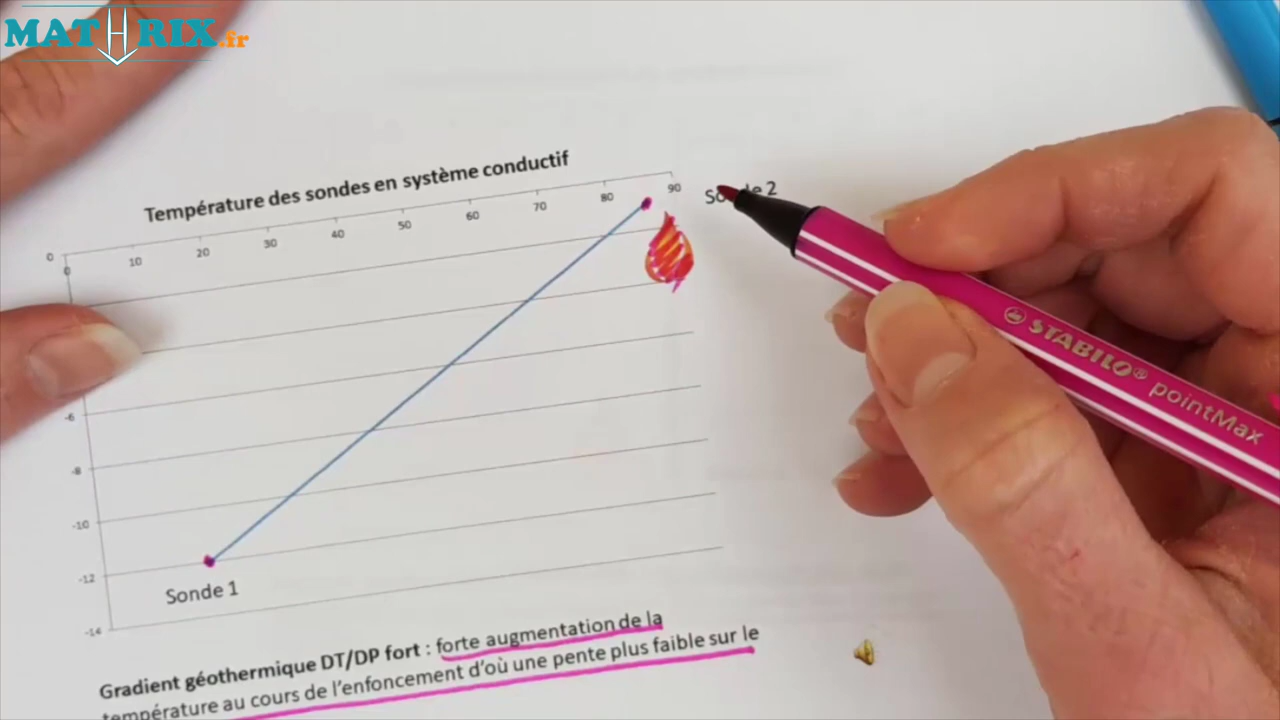 MATHRIX.fr
Température des sondes en système conductif
0 10 20 30 40 50 60 70 80 90
0
Sonde 2
-6
-8
-10
-12
-14
Sonde 1
STABILO® pointMax
Gradient géothermique DT/DP fort : forte augmentation de la
température au cours de l'enfoncement d'où une pente plus faible sur le